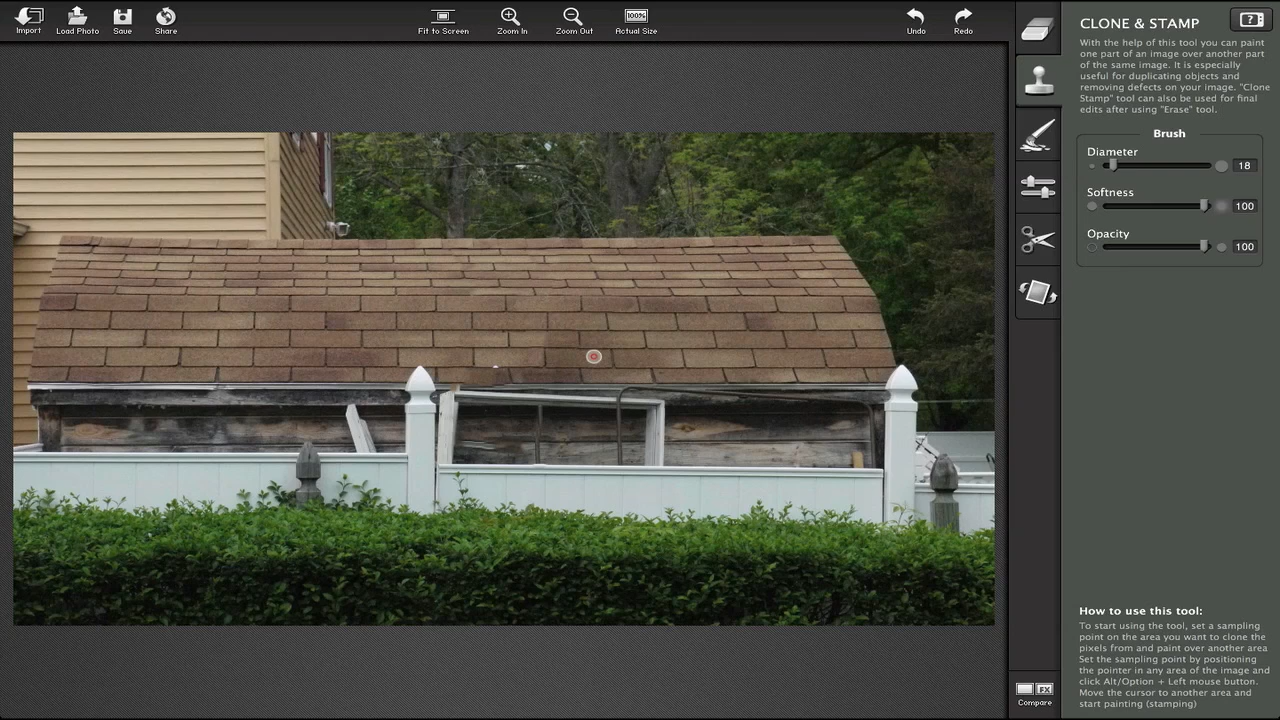 Import
Load Photo
Save
Share
Fit to Screen
Zoom In
Zoom Out
100%
Actual Size
Undo
Redo
CLONE & STAMP
?
With the help of this tool you can paint
one part of an image over another part
of the same image. It is especially
useful for duplicating objects and
removing defects on your image. "Clone
Stamp" tool can also be used for final
edits after using "Erase" tool.
Brush
Diameter
18
Softness
100
Opacity
100
How to use this tool:
To start using the tool, set a sampling
point on the area you want to clone the
pixels from and paint over another area
Set the sampling point by positioning
the pointer in any area of the image and
click Alt/Option + Left mouse button.
Move the cursor to another area and
start painting (stamping)
FX
Compare